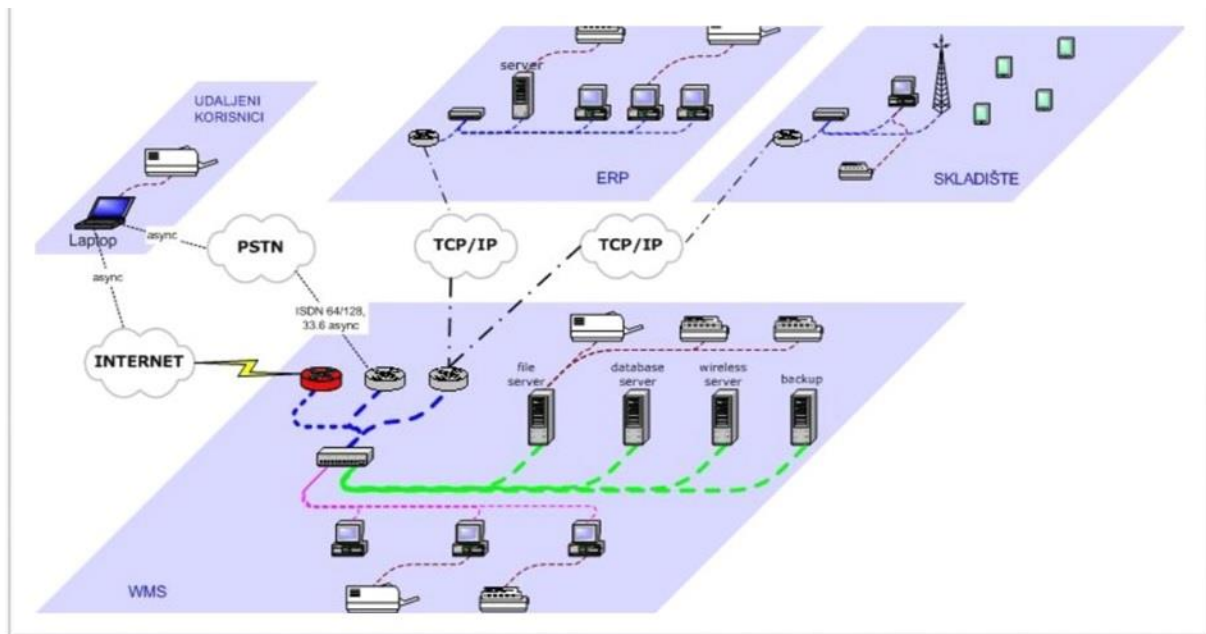 server
UDALJENI
KORISNICI
ERP
SKLADIŠTE
Laptop
async
PSTN
TCP/IP
TCP/IP
async
ISDN 64/128,
33.6 async
INTERNET
file
server
database
server
wireless
server
backup
WMS